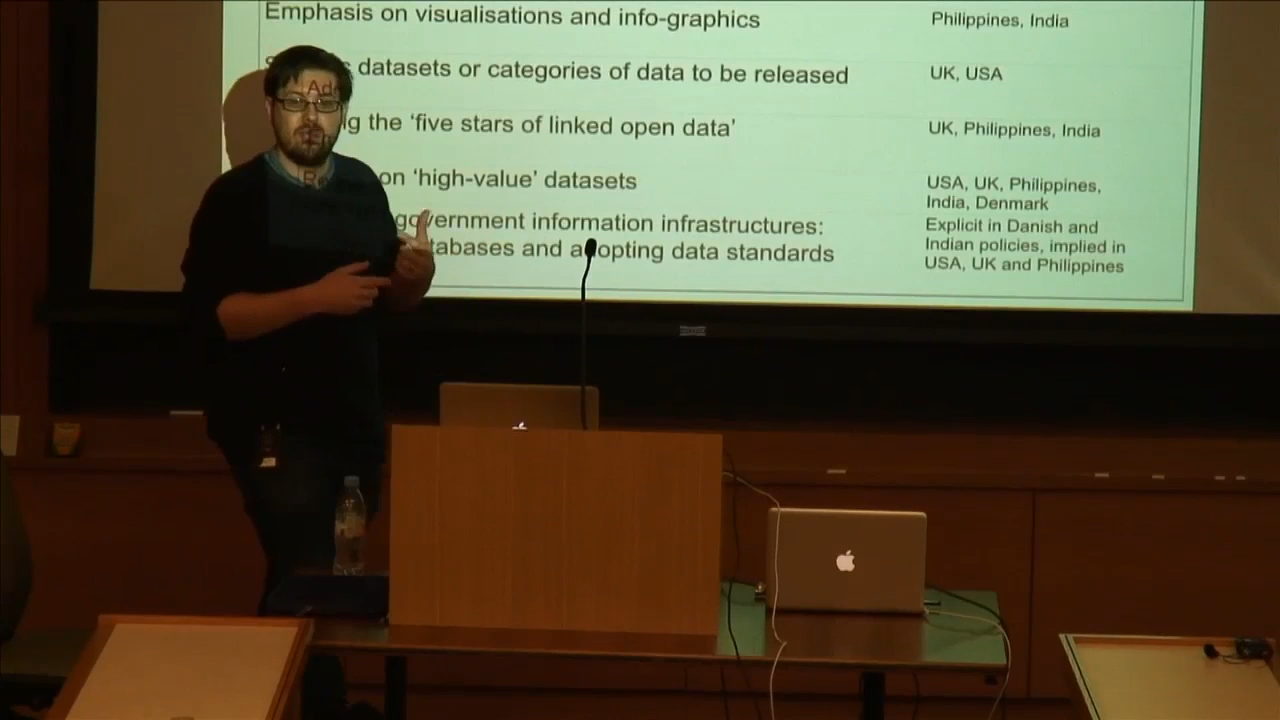 Emphasis on visualisations and info-graphics
Philippines, India
datasets or categories of data to be released
UK, USA
the ‘five stars of linked open data’
UK, Philippines, India
on ‘high-value’ datasets
USA, UK, Philippines,
India, Denmark
government information infrastructures:
and adopting data standards
Explicit in Danish and
Indian policies, implied in
USA, UK and Philippines